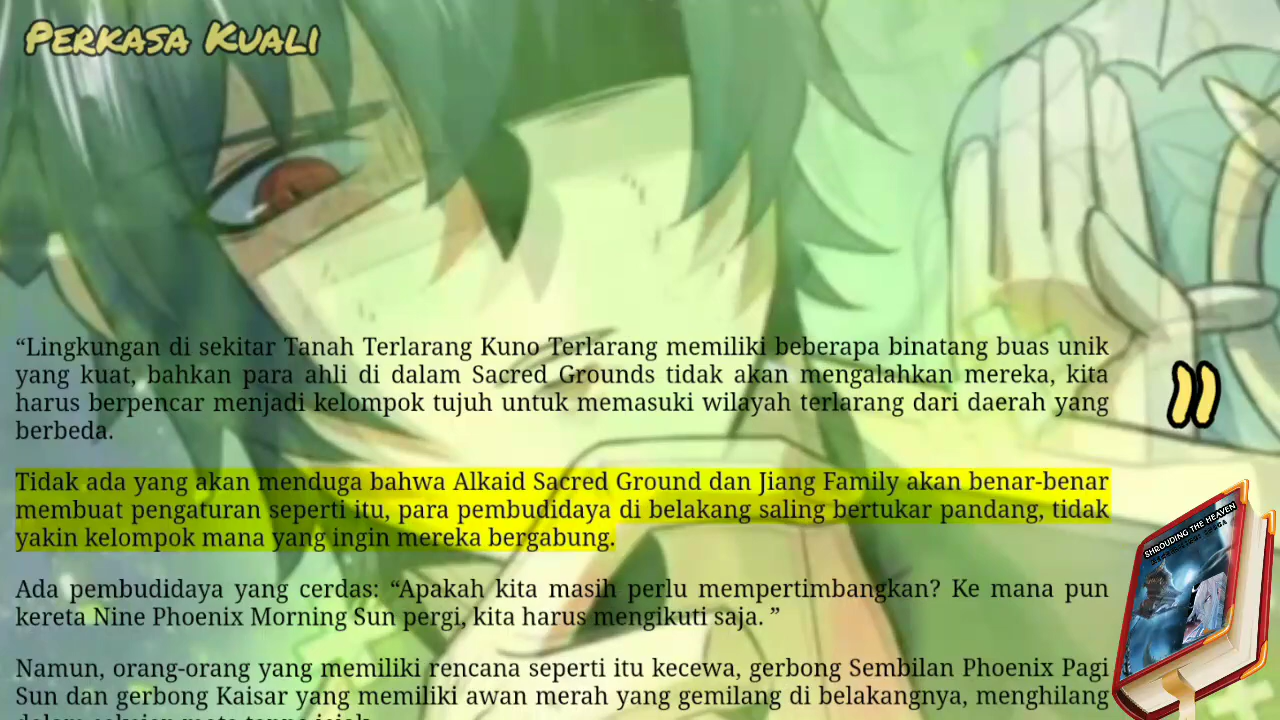 PERKASA KUALI
“Lingkungan di sekitar Tanah Terlarang Kuno Terlarang memiliki beberapa binatang buas unik
yang kuat, bahkan para ahli di dalam Sacred Grounds tidak akan mengalahkan mereka, kita
harus berpencar menjadi kelompok tujuh untuk memasuki wilayah terlarang dari daerah yang
berbeda.
Tidak ada yang akan menduga bahwa Alkaid Sacred Ground dan Jiang Family akan benar-benar
membuat pengaturan seperti itu, para pembudidaya di belakang saling bertukar pandang, tidak
yakin kelompok mana yang ingin mereka bergabung.
Ada pembudidaya yang cerdas: “Apakah kita masih perlu mempertimbangkan? Ke mana pun
kereta Nine Phoenix Morning Sun pergi, kita harus mengikuti saja. ”
Namun, orang-orang yang memiliki rencana seperti itu kecewa, gerbong Sembilan Phoenix Pagi
Sun dan gerbong Kaisar yang memiliki awan merah yang gemilang di belakangnya, menghilang
SHROUDING THE HEAVEN